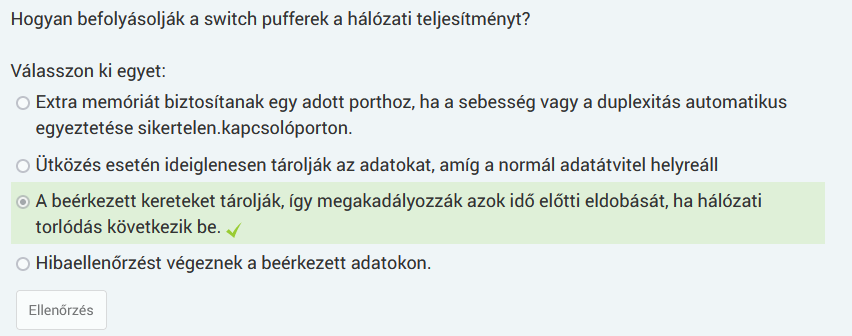 Hogyan befolyásolják a switch pufferek a hálózati teljesítményt?
Válasszon ki egyet:
Extra memóriát biztosítanak egy adott porthoz, ha a sebesség vagy a duplexitás automatikus
egyeztetése sikertelen.kapcsolóporton.
Ütközés esetén ideiglenesen tárolják az adatokat, amíg a normál adatátvitel helyreáll
A beérkezett kereteket tárolják, így megakadályozzák azok idő előtti eldobását, ha hálózati
torlódás következik be.
Hibaellenőrzést végeznek a beérkezett adatokon.
Ellenőrzés